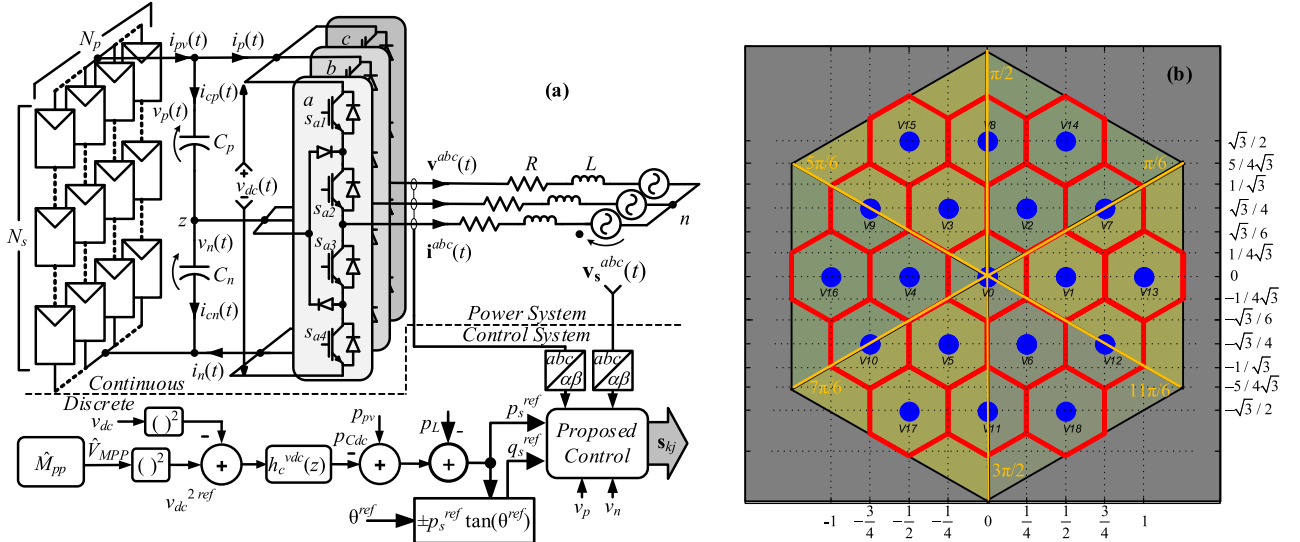 N_p
i_pv(t)
i_p(t)
c
b
a
(a)
s_a1
i_cp(t)
v_p(t)
C_p
v_dc(t)
+
−
v^abc(t)
R
L
s_a2
n
N_s
z
v_n(t)
s_a3
i^abc(t)
v_s^abc(t)
C_n
i_cn(t)
s_a4
Power System
Control System
i_n(t)
Continuous
Discrete
abc
αβ
abc
αβ
v_dc
( )^2
p_pv
p_L
p_s^ref
q_s^ref
Proposed
Control
s_kj
M̂_pp
V̂_MPP
( )^2
−
+
h_c^vdc(z)
p_Cdc
−
+
−
+
v_dc^2 ref
θ^ref
±p_s^ref tan(θ^ref)
v_p
v_n
(b)
π/2
V15
V8
V14
√3 / 2
5π/6
π/6
5 / 4√3
1 / √3
V9
V3
V2
V7
√3 / 4
√3 / 6
1 / 4√3
V16
V4
V0
V1
V13
0
−1 / 4√3
−√3 / 6
V10
V5
V6
V12
−√3 / 4
−1 / √3
7π/6
11π/6
−5 / 4√3
V17
V11
V18
−√3 / 2
3π/2
-1
−3/4
−1/2
−1/4
0
1/4
1/2
3/4
1